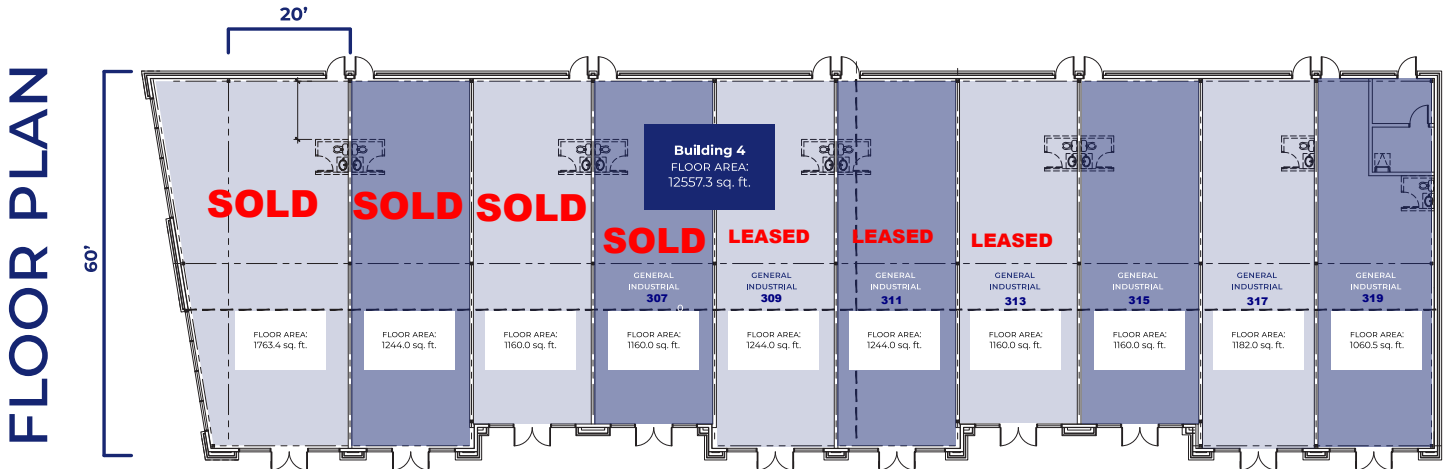 FLOOR PLAN
20’
60’
Building 4
FLOOR AREA:
12557.3 sq. ft.
SOLD
SOLD
SOLD
SOLD
LEASED
LEASED
LEASED
GENERAL
INDUSTRIAL
307
GENERAL
INDUSTRIAL
309
GENERAL
INDUSTRIAL
311
GENERAL
INDUSTRIAL
313
GENERAL
INDUSTRIAL
315
GENERAL
INDUSTRIAL
317
GENERAL
INDUSTRIAL
319
FLOOR AREA:
1763.4 sq. ft.
FLOOR AREA:
1244.0 sq. ft.
FLOOR AREA:
1160.0 sq. ft.
FLOOR AREA:
1160.0 sq. ft.
FLOOR AREA:
1244.0 sq. ft.
FLOOR AREA:
1244.0 sq. ft.
FLOOR AREA:
1160.0 sq. ft.
FLOOR AREA:
1160.0 sq. ft.
FLOOR AREA:
1182.0 sq. ft.
FLOOR AREA:
1060.5 sq. ft.